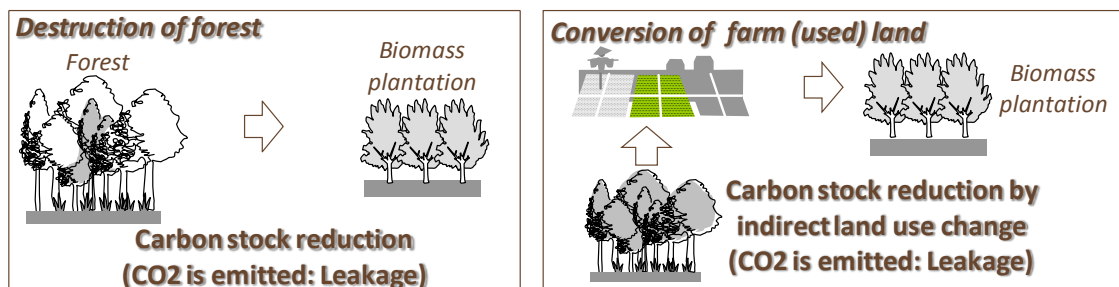 Destruction of forest
Forest
Biomass
plantation
Carbon stock reduction
(CO2 is emitted: Leakage)
Conversion of farm (used) land
Biomass
plantation
Carbon stock reduction by
indirect land use change
(CO2 is emitted: Leakage)